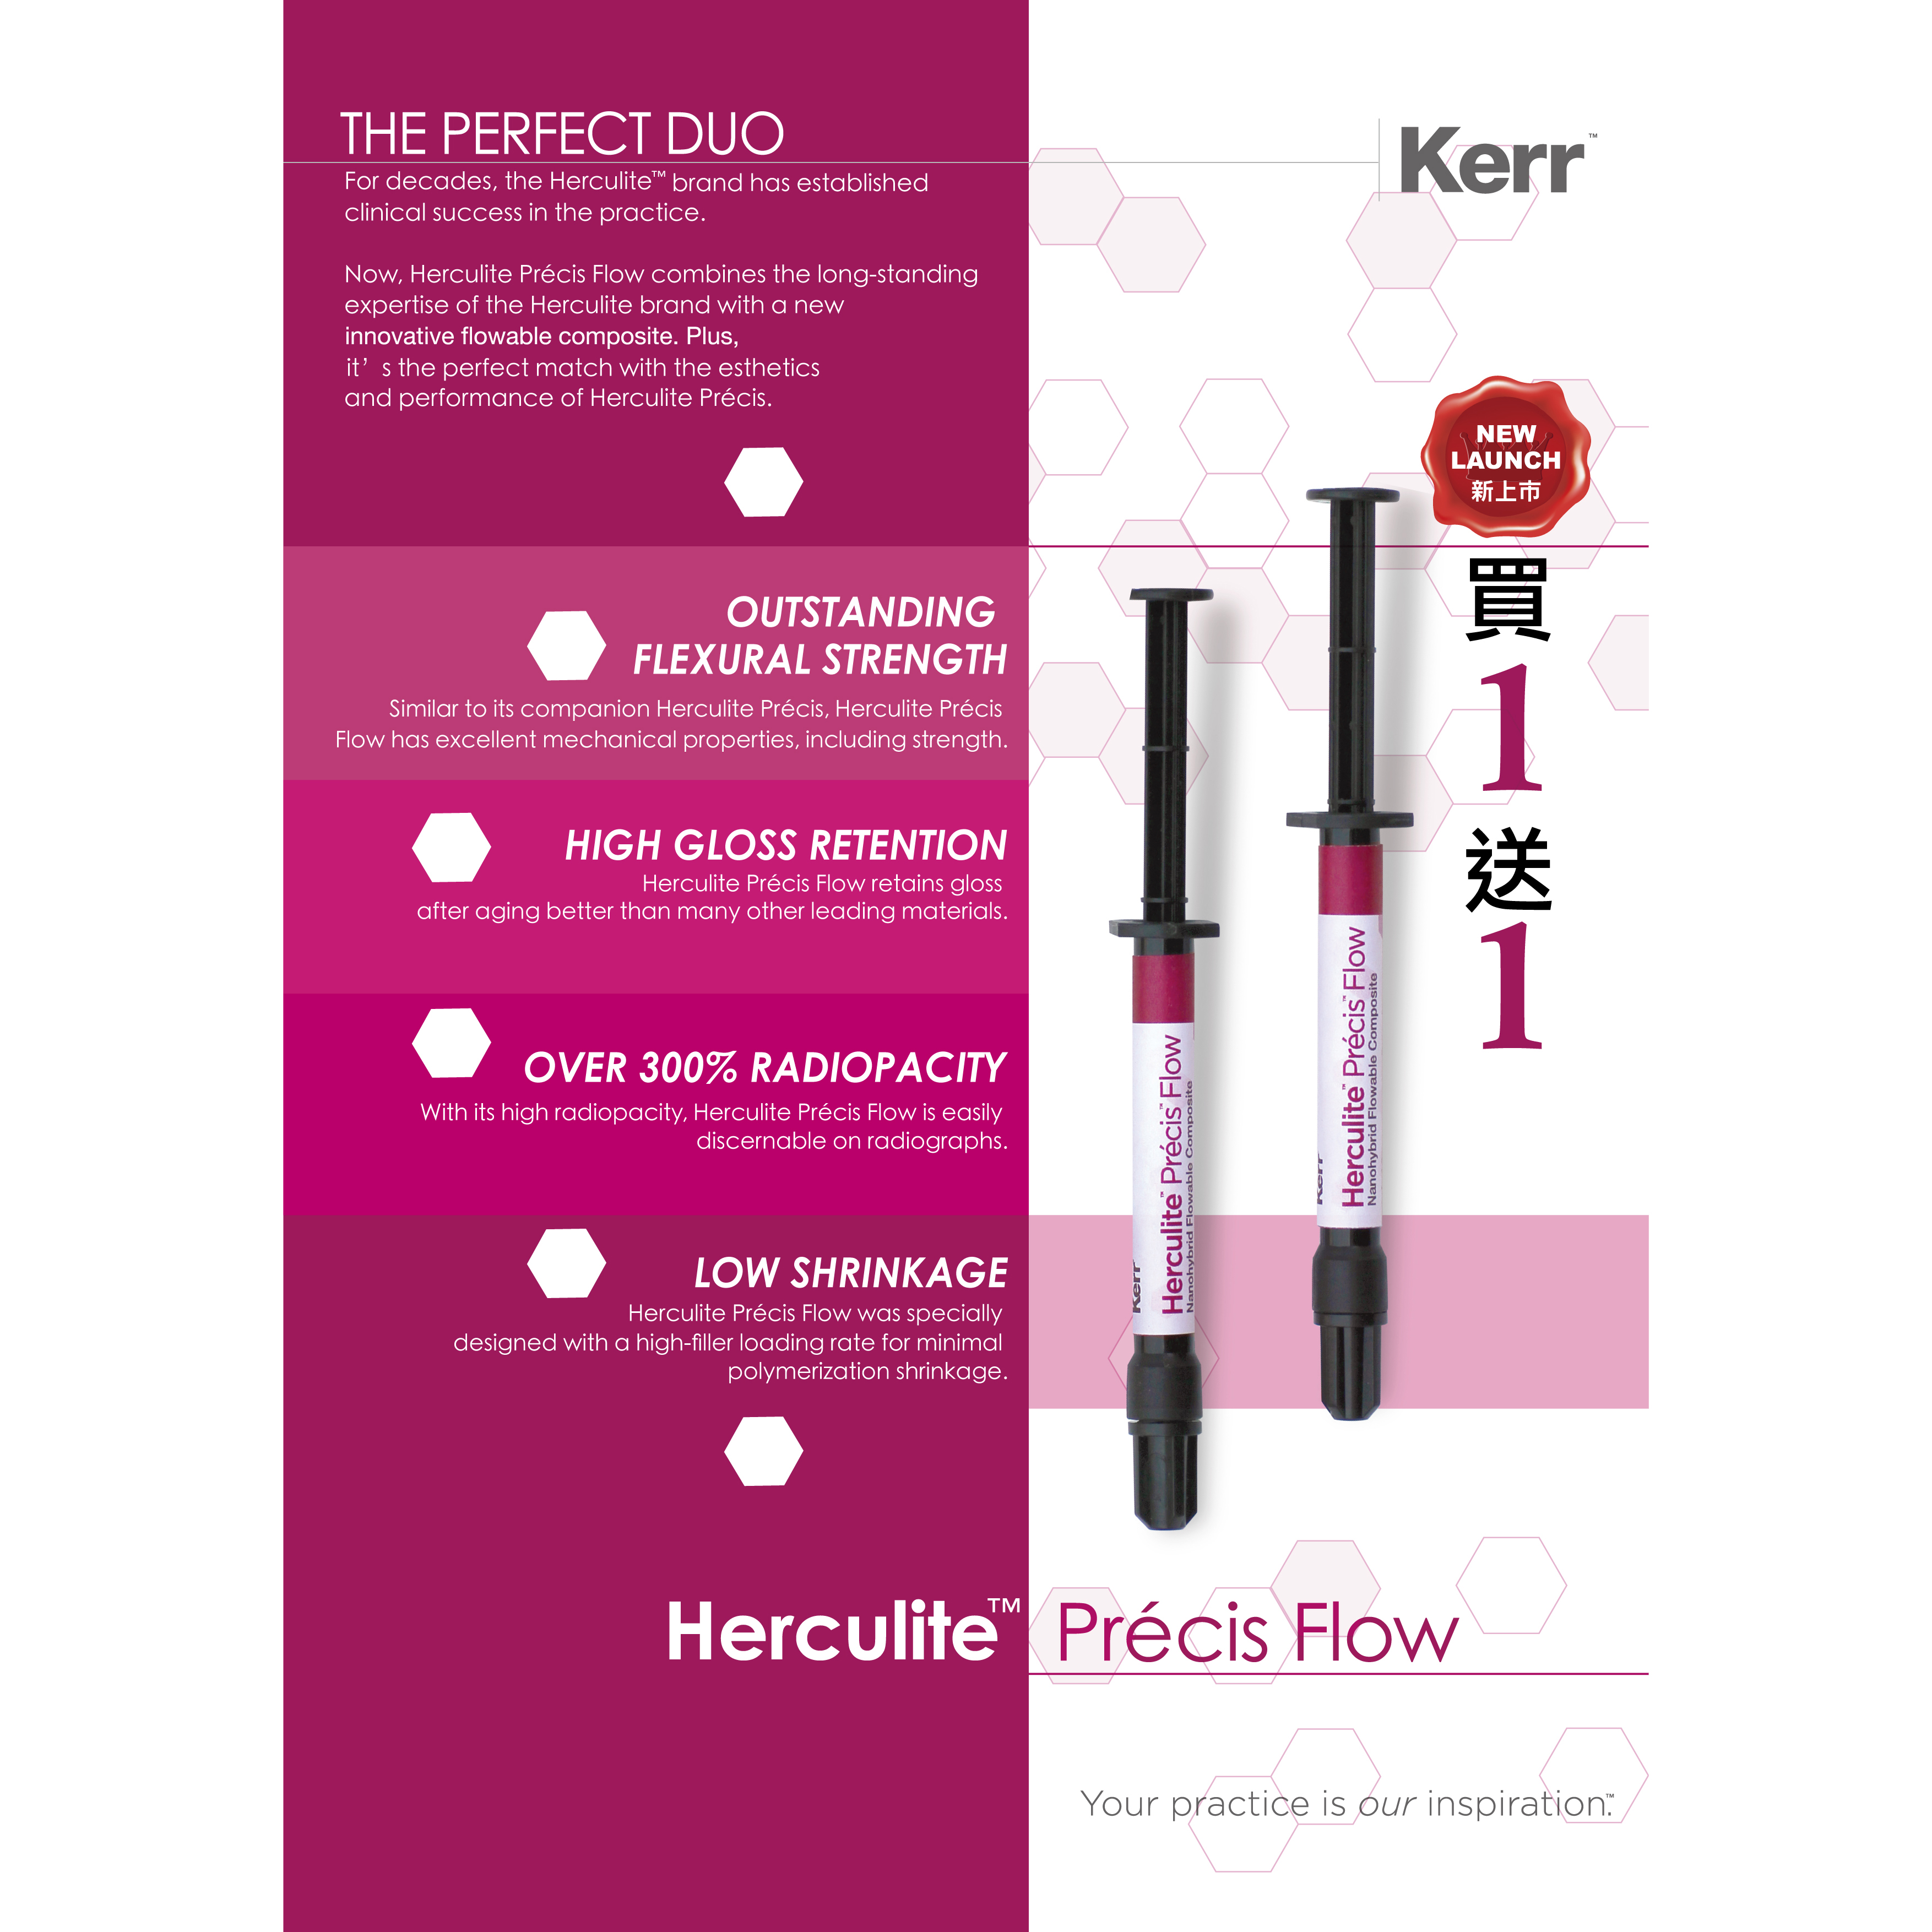 THE PERFECT DUO
For decades, the Herculite™ brand has established
clinical success in the practice.
Now, Herculite Précis Flow combines the long-standing
expertise of the Herculite brand with a new
innovative flowable composite. Plus,
it’s the perfect match with the esthetics
and performance of Herculite Précis.
OUTSTANDING
FLEXURAL STRENGTH
Similar to its companion Herculite Précis, Herculite Précis
Flow has excellent mechanical properties, including strength.
HIGH GLOSS RETENTION
Herculite Précis Flow retains gloss
after aging better than many other leading materials.
OVER 300% RADIOPACITY
With its high radiopacity, Herculite Précis Flow is easily
discernable on radiographs.
LOW SHRINKAGE
Herculite Précis Flow was specially
designed with a high-filler loading rate for minimal
polymerization shrinkage.
Kerr™
NEW
LAUNCH
新上市
買
1
送
1
Kerr
Herculite™ Précis™ Flow
Nanohybrid Flowable Composite
Kerr
Herculite™ Précis™ Flow
Nanohybrid Flowable Composite
Herculite™ Précis Flow
Your practice is our inspiration.™